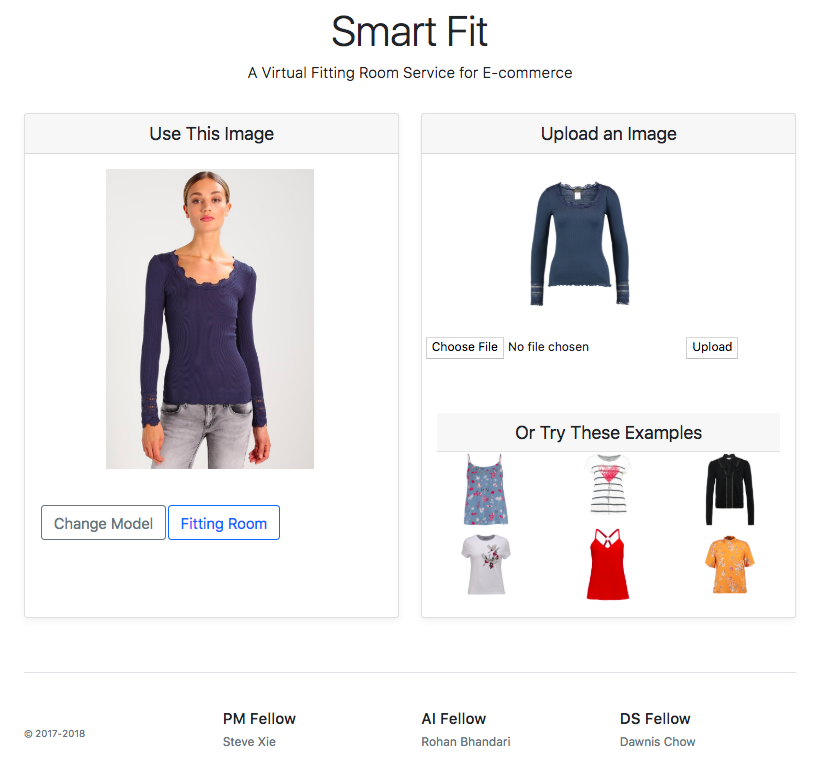 Smart Fit
A Virtual Fitting Room Service for E-commerce
Use This Image
Change Model
Fitting Room
Upload an Image
Choose File No file chosen
Upload
Or Try These Examples
© 2017-2018
PM Fellow
Steve Xie
AI Fellow
Rohan Bhandari
DS Fellow
Dawnis Chow